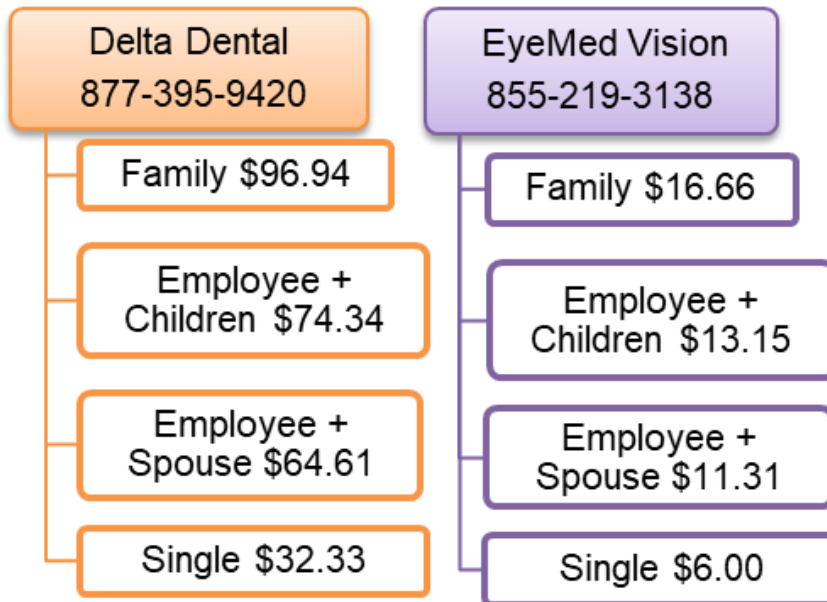 Delta Dental
877-395-9420
Family $96.94
Employee +
Children $74.34
Employee +
Spouse $64.61
Single $32.33
EyeMed Vision
855-219-3138
Family $16.66
Employee +
Children $13.15
Employee +
Spouse $11.31
Single $6.00